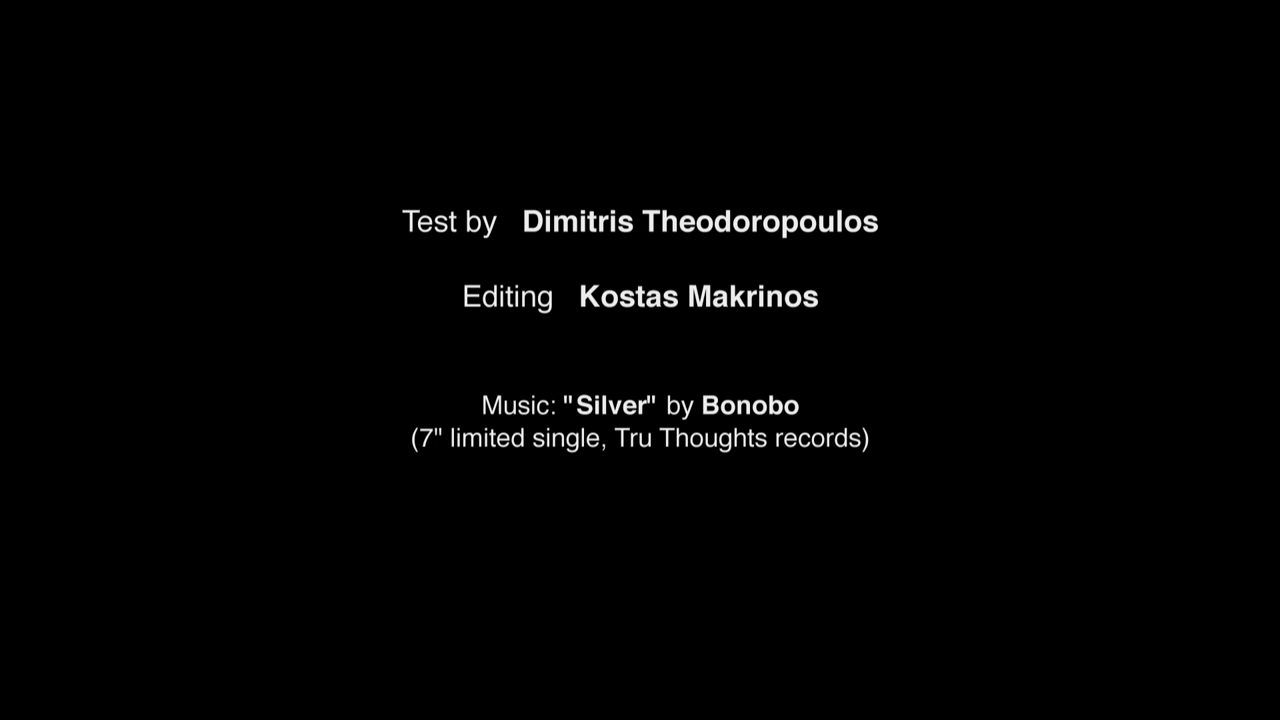 Test by Dimitris Theodoropoulos
Editing Kostas Makrinos
Music: "Silver" by Bonobo
(7" limited single, Tru Thoughts records)